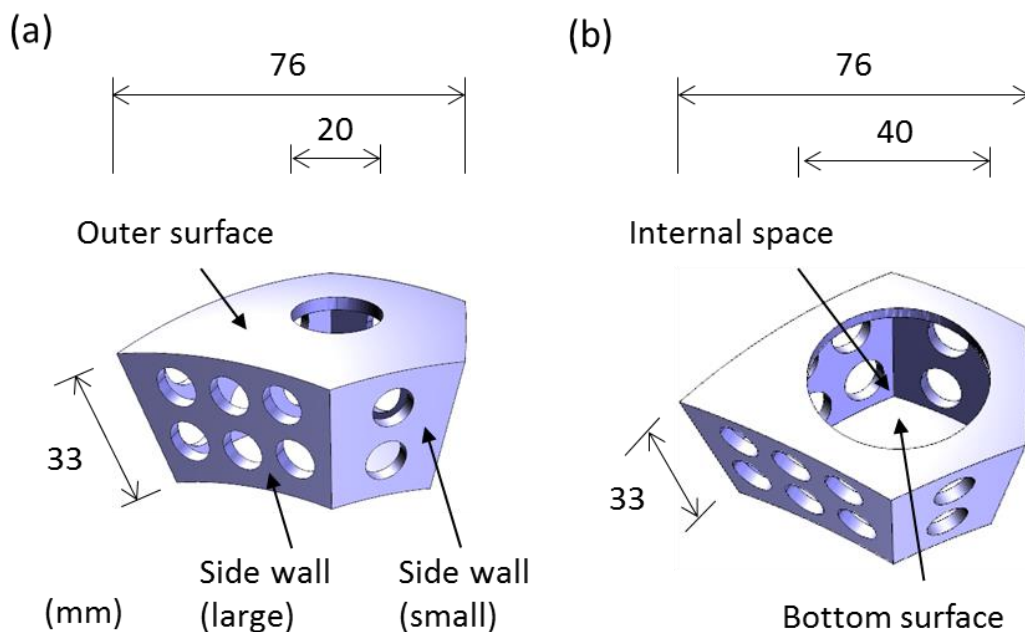 (a)
(b)
76
76
20
40
Outer surface
Internal space
33
33
Side wall
(large)
Side wall
(small)
(mm)
Bottom surface